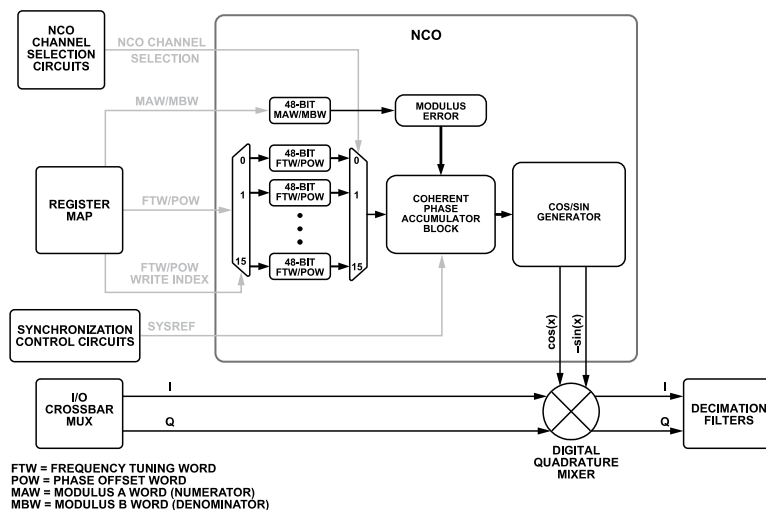 NCO
CHANNEL
SELECTION
CIRCUITS
NCO CHANNEL
SELECTION
NCO
MAW/MBW
48-BIT
MAW/MBW
MODULUS
ERROR
REGISTER
MAP
FTW/POW
FTW/POW
WRITE INDEX
0
1
15
48-BIT
FTW/POW
48-BIT
FTW/POW
48-BIT
FTW/POW
0
1
15
COHERENT
PHASE
ACCUMULATOR
BLOCK
COS/SIN
GENERATOR
SYNCHRONIZATION
CONTROL CIRCUITS
SYSREF
cos(x)
–sin(x)
I/O
CROSSBAR
MUX
I
Q
I
Q
DIGITAL
QUADRATURE
MIXER
DECIMATION
FILTERS
FTW = FREQUENCY TUNING WORD
POW = PHASE OFFSET WORD
MAW = MODULUS A WORD (NUMERATOR)
MBW = MODULUS B WORD (DENOMINATOR)